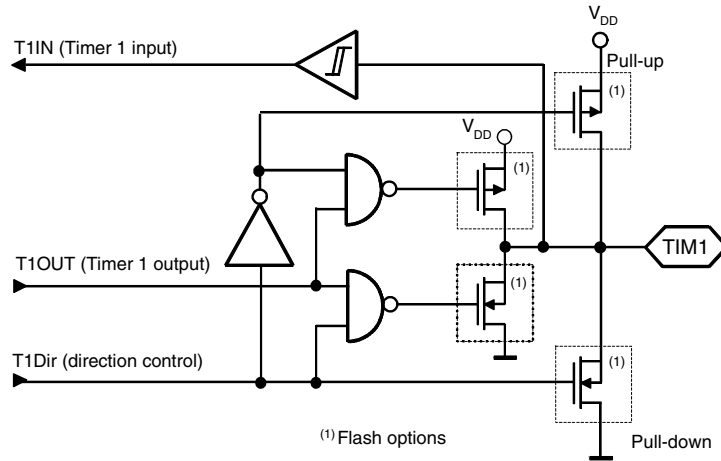 V_DD
T1IN (Timer 1 input)
Pull-up
(1)
V_DD
(1)
T1OUT (Timer 1 output)
TIM1
(1)
T1Dir (direction control)
(1)
(1) Flash options
Pull-down